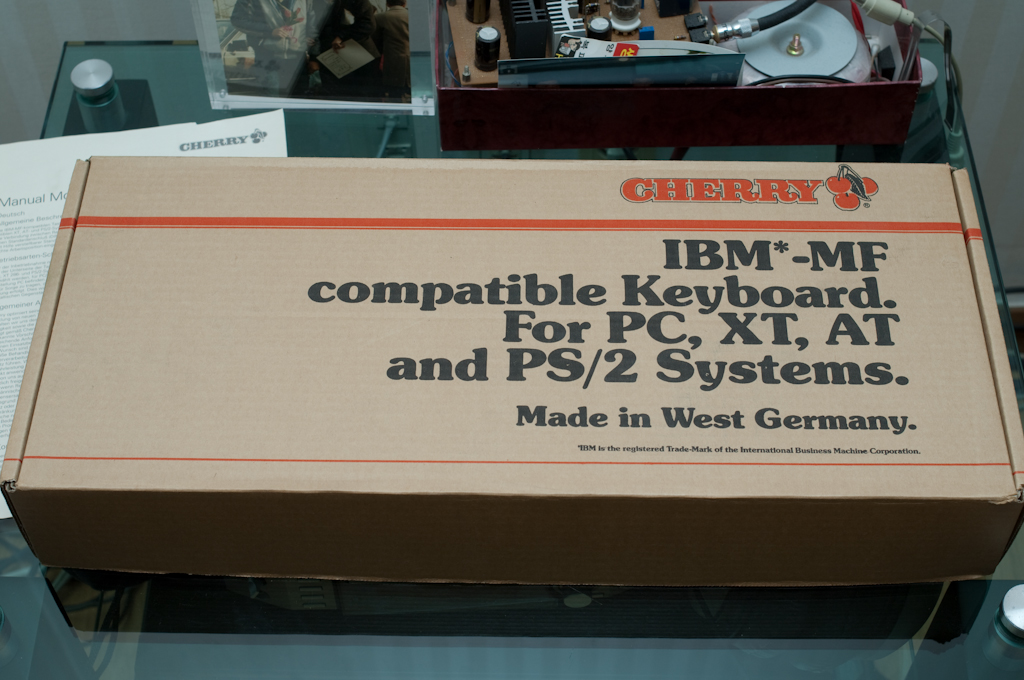 CHERRY
Manual Mo
CHERRY
®
IBM*-MF
compatible Keyboard.
For PC, XT, AT
and PS/2 Systems.
Made in West Germany.
*IBM is the registered Trade-Mark of the International Business Machine Corporation.